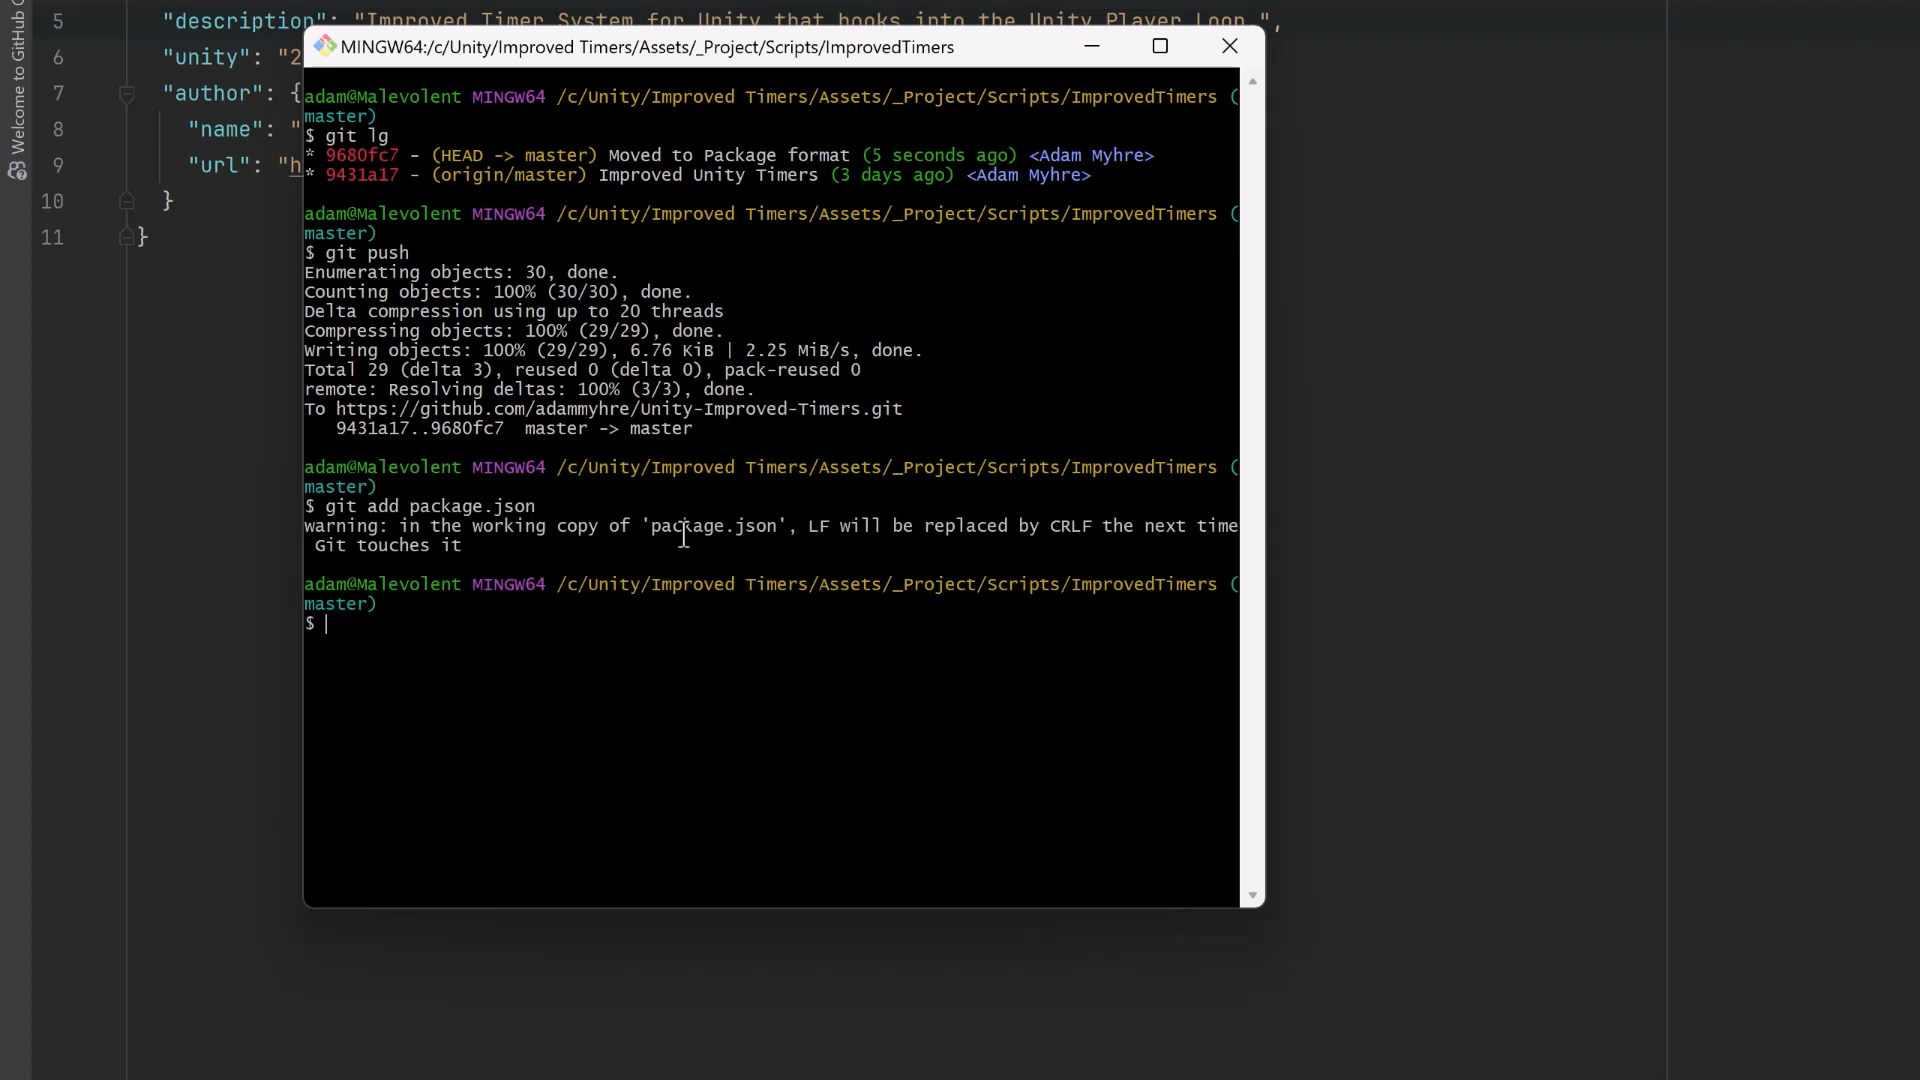 Welcome to GitHub C
5 "description": "Improved Timer System for Unity that hooks into the Unity Player Loop.",
6 "unity": "2
7 "author": {
8 "name": "
9 "url": "h
10 }
11 }
MINGW64:/c/Unity/Improved Timers/Assets/_Project/Scripts/ImprovedTimers
adam@Malevolent MINGW64 /c/Unity/Improved Timers/Assets/_Project/Scripts/ImprovedTimers (
master)
$ git lg
* 9680fc7 - (HEAD -> master) Moved to Package format (5 seconds ago) <Adam Myhre>
* 9431a17 - (origin/master) Improved Unity Timers (3 days ago) <Adam Myhre>
adam@Malevolent MINGW64 /c/Unity/Improved Timers/Assets/_Project/Scripts/ImprovedTimers (
master)
$ git push
Enumerating objects: 30, done.
Counting objects: 100% (30/30), done.
Delta compression using up to 20 threads
Compressing objects: 100% (29/29), done.
Writing objects: 100% (29/29), 6.76 KiB | 2.25 MiB/s, done.
Total 29 (delta 3), reused 0 (delta 0), pack-reused 0
remote: Resolving deltas: 100% (3/3), done.
To https://github.com/adammyhre/Unity-Improved-Timers.git
9431a17..9680fc7 master -> master
adam@Malevolent MINGW64 /c/Unity/Improved Timers/Assets/_Project/Scripts/ImprovedTimers (
master)
$ git add package.json
warning: in the working copy of 'package.json', LF will be replaced by CRLF the next time
Git touches it
adam@Malevolent MINGW64 /c/Unity/Improved Timers/Assets/_Project/Scripts/ImprovedTimers (
master)
$